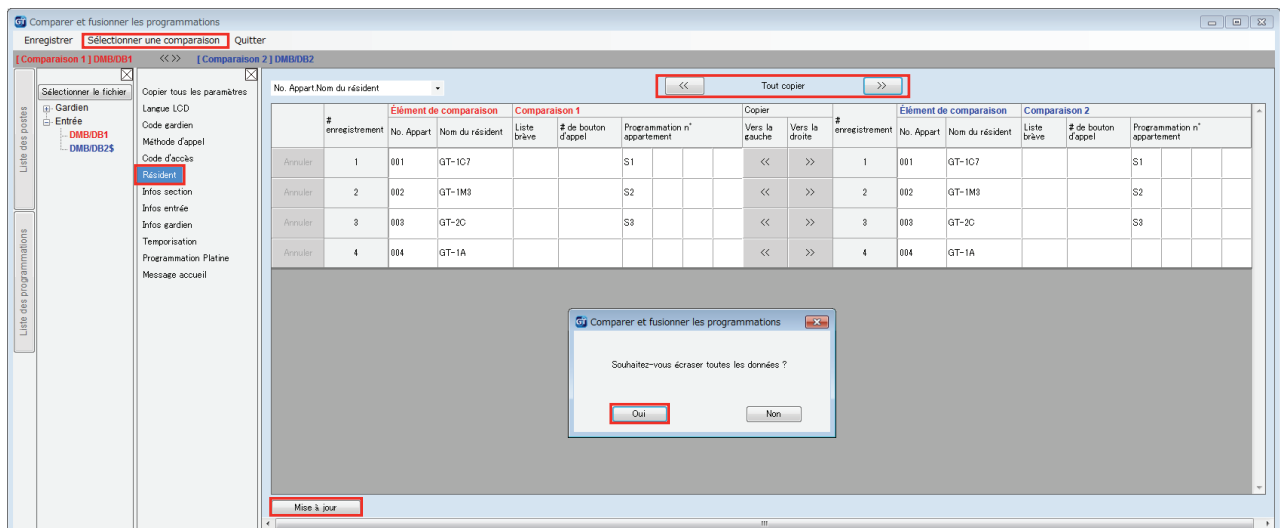 GT Comparer et fusionner les programmations
Enregistrer Sélectionner une comparaison Quitter
[Comparaison 1] DMB/DB1 <<>> [Comparaison 2] DMB/DB2
Liste des postes
Liste des programmations
Sélectionner le fichier
Gardien
Entrée
DMB/DB1
DMB/DB2$
Copier tous les paramètres
Langue LCD
Code gardien
Méthode d'appel
Code d'accès
Résident
Infos section
Infos entrée
Infos gardien
Temporisation
Programmation Platine
Message accueil
No. Appart.Nom du résident
<< Tout copier >>
Élément de comparaison Comparaison 1 Copier Élément de comparaison Comparaison 2
# enregistrement No. Appart Nom du résident Liste brève # de bouton d'appel Programmation n° appartement Vers la gauche Vers la droite # enregistrement No. Appart Nom du résident Liste brève # de bouton d'appel Programmation n° appartement
Annuler 1 001 GT-1C7 S1 << >> 1 001 GT-1C7 S1
Annuler 2 002 GT-1M3 S2 << >> 2 002 GT-1M3 S2
Annuler 3 003 GT-2C S3 << >> 3 003 GT-2C S3
Annuler 4 004 GT-1A << >> 4 004 GT-1A
GT Comparer et fusionner les programmations
Souhaitez-vous écraser toutes les données ?
Oui Non
Mise à jour